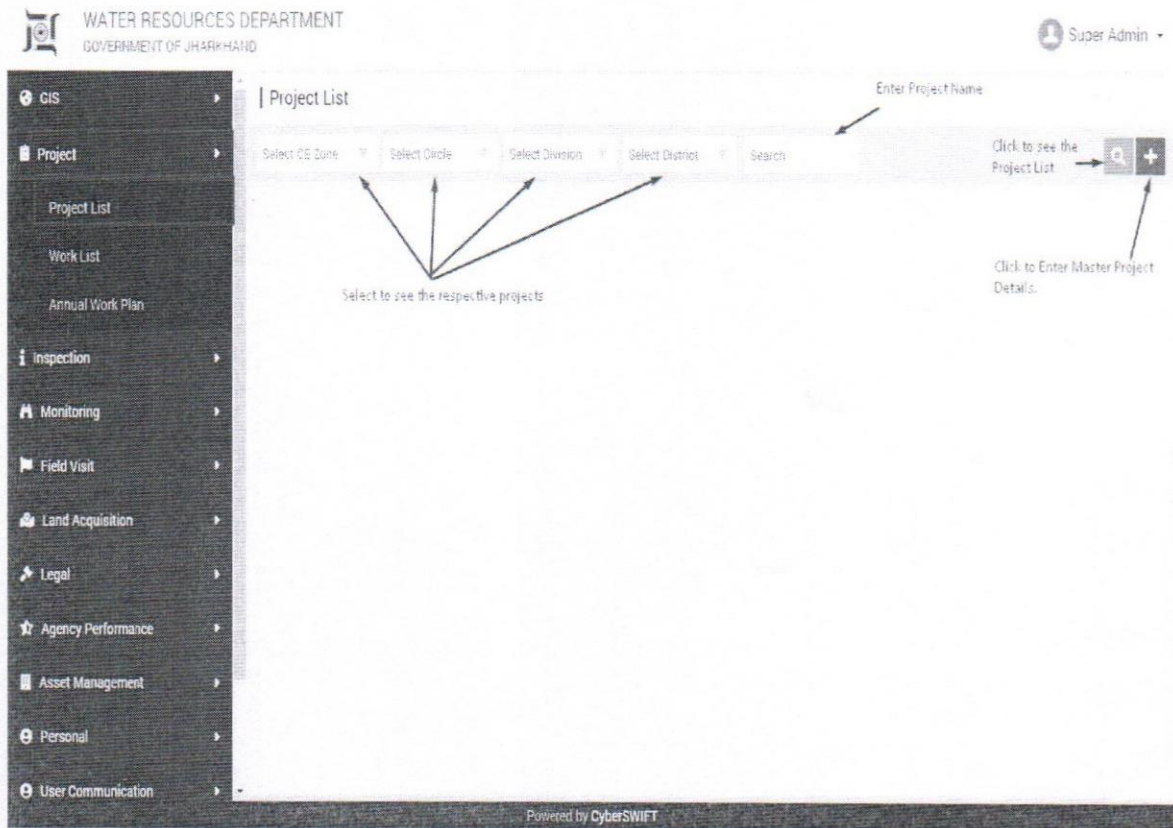 WATER RESOURCES DEPARTMENT
GOVERNMENT OF JHARKHAND
Super Admin
GIS
Project
Project List
Work List
Annual Work Plan
Inspection
Monitoring
Field Visit
Land Acquisition
Legal
Agency Performance
Asset Management
Personal
User Communication
Project List
Enter Project Name
Select CE Zone
Select Circle
Select Division
Select District
Search
Click to see the
Project List
Select to see the respective projects
Click to Enter Master Project
Details.
Powered by CyberSWIFT